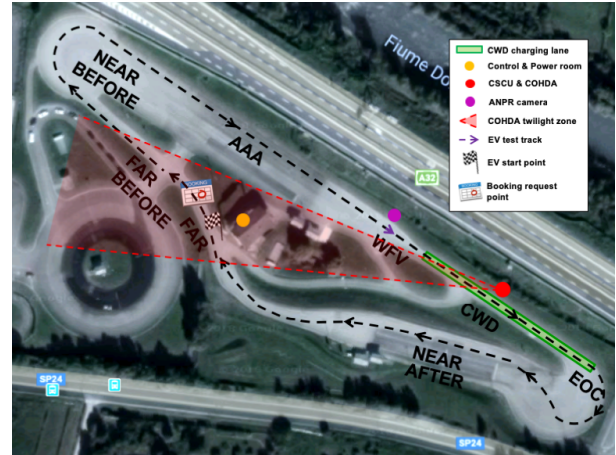 Fiume Do
NEAR
BEFORE
AAA
A32
FAR
BEFORE
BOOKING
FAR
WFV
CWD
NEAR
AFTER
EOC
SP24
SP24
CWD charging lane
Control & Power room
CSCU & COHDA
ANPR camera
COHDA twilight zone
EV test track
EV start point
Booking request
point